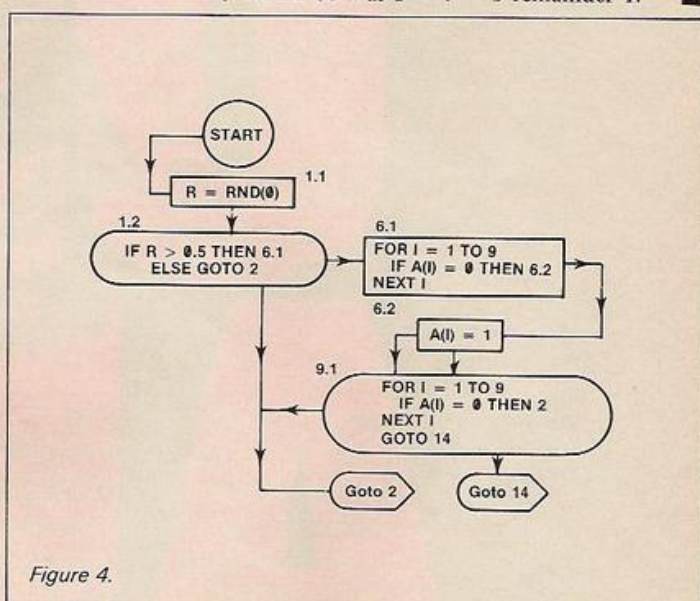 remainder 1.
START
1.1
R = RND(0)
1.2
IF R > 0.5 THEN 6.1
ELSE GOTO 2
6.1
FOR I = 1 TO 9
IF A(I) = 0 THEN 6.2
NEXT I
6.2
A(I) = 1
9.1
FOR I = 1 TO 9
IF A(I) = 0 THEN 2
NEXT I
GOTO 14
Goto 2
Goto 14
Figure 4.